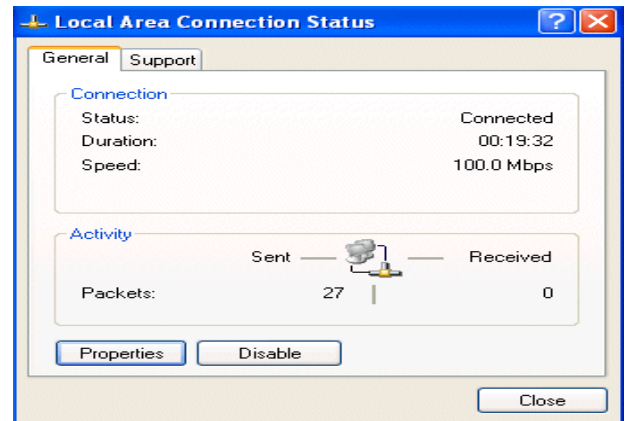 Local Area Connection Status
General Support
Connection
Status: Connected
Duration: 00:19:32
Speed: 100.0 Mbps
Activity
Sent Received
Packets: 27 0
Properties Disable
Close